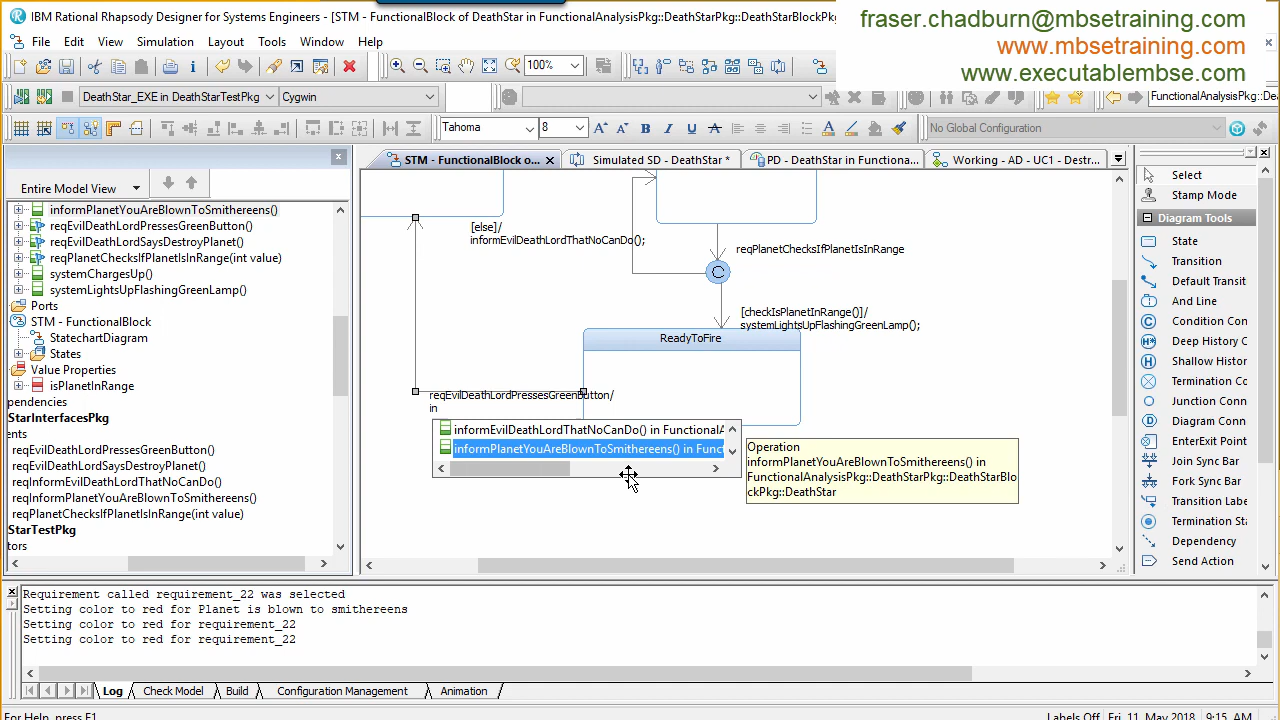 IBM Rational Rhapsody Designer for Systems Engineers - [STM - FunctionalBlock of DeathStar in FunctionalAnalysisPkg::DeathStarPkg::DeathStarBlockPkg
fraser.chadburn@mbsetraining.com
www.mbsetraining.com
www.executablembse.com
File Edit View Simulation Layout Tools Window Help
100%
DeathStar_EXE in DeathStarTestPkg Cygwin FunctionalAnalysisPkg::De
Tahoma 8 B I U A A No Global Configuration
Entire Model View
STM - FunctionalBlock o... Simulated SD - DeathStar * PD - DeathStar in Functiona... Working - AD - UC1 - Destr...
informPlanetYouAreBlownToSmithereens()
reqEvilDeathLordPressesGreenButton()
reqEvilDeathLordSaysDestroyPlanet()
reqPlanetChecksIfPlanetIsInRange(int value)
systemChargesUp()
systemLightsUpFlashingGreenLamp()
Ports
STM - FunctionalBlock
StatechartDiagram
States
Value Properties
isPlanetInRange
pendencies
StarInterfacesPkg
ents
reqEvilDeathLordPressesGreenButton()
reqEvilDeathLordSaysDestroyPlanet()
reqInformEvilDeathLordThatNoCanDo()
reqInformPlanetYouAreBlownToSmithereens()
reqPlanetChecksIfPlanetIsInRange(int value)
StarTestPkg
tors
[else]/
informEvilDeathLordThatNoCanDo();
reqPlanetChecksIfPlanetIsInRange
C
[checkIsPlanetInRange()]/
systemLightsUpFlashingGreenLamp();
ReadyToFire
reqEvilDeathLordPressesGreenButton/
in
informEvilDeathLordThatNoCanDo() in FunctionalA
informPlanetYouAreBlownToSmithereens() in Funct
Operation
informPlanetYouAreBlownToSmithereens() in
FunctionalAnalysisPkg::DeathStarPkg::DeathStarBlo
ckPkg::DeathStar
Select
Stamp Mode
Diagram Tools
State
Transition
Default Transit
And Line
Condition Con
Deep History C
Shallow Histor
Termination Co
Junction Conn
Diagram Conn
EnterExit Point
Join Sync Bar
Fork Sync Bar
Transition Labe
Termination Sta
Dependency
Send Action
Requirement called requirement_22 was selected
Setting color to red for Planet is blown to smithereens
Setting color to red for requirement_22
Setting color to red for requirement_22
Log Check Model Build Configuration Management Animation
For Help, press F1 Labels Off Fri, 11, May 2018 9:15 AM